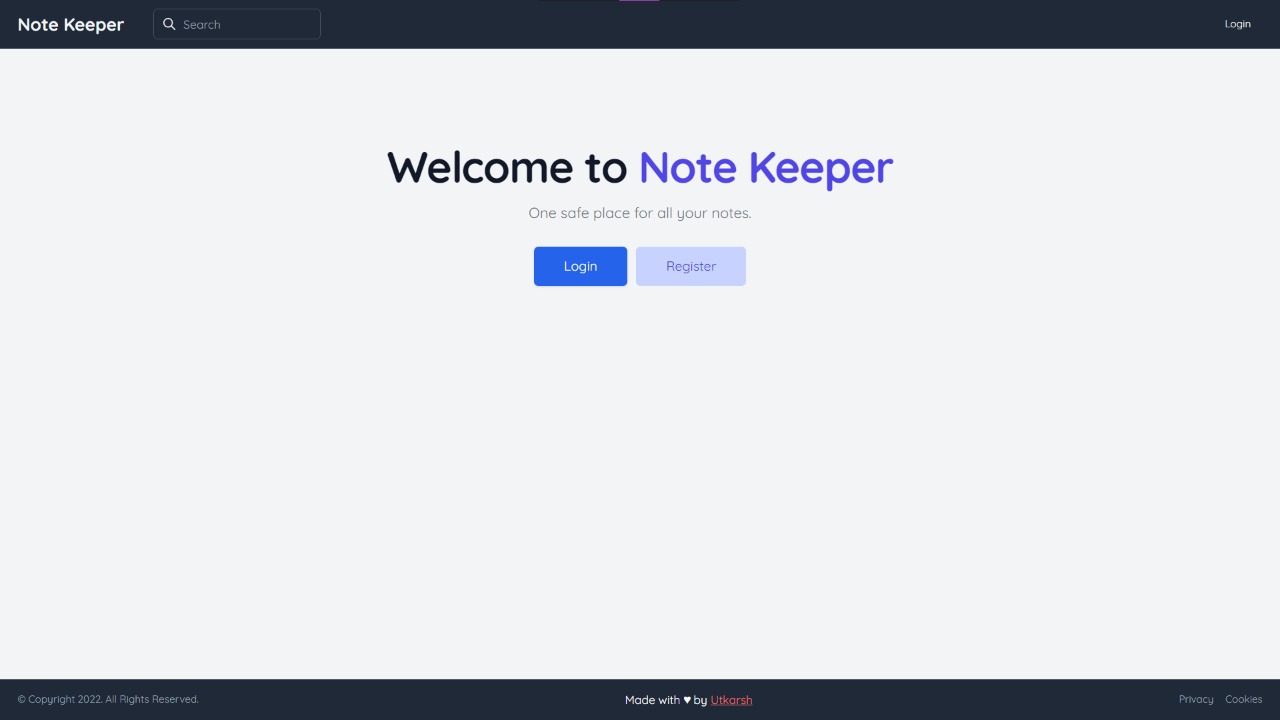 Note Keeper
Search
Login
Welcome to Note Keeper
One safe place for all your notes.
Login
Register
© Copyright 2022. All Rights Reserved.
Made with ♥ by Utkarsh
Privacy
Cookies